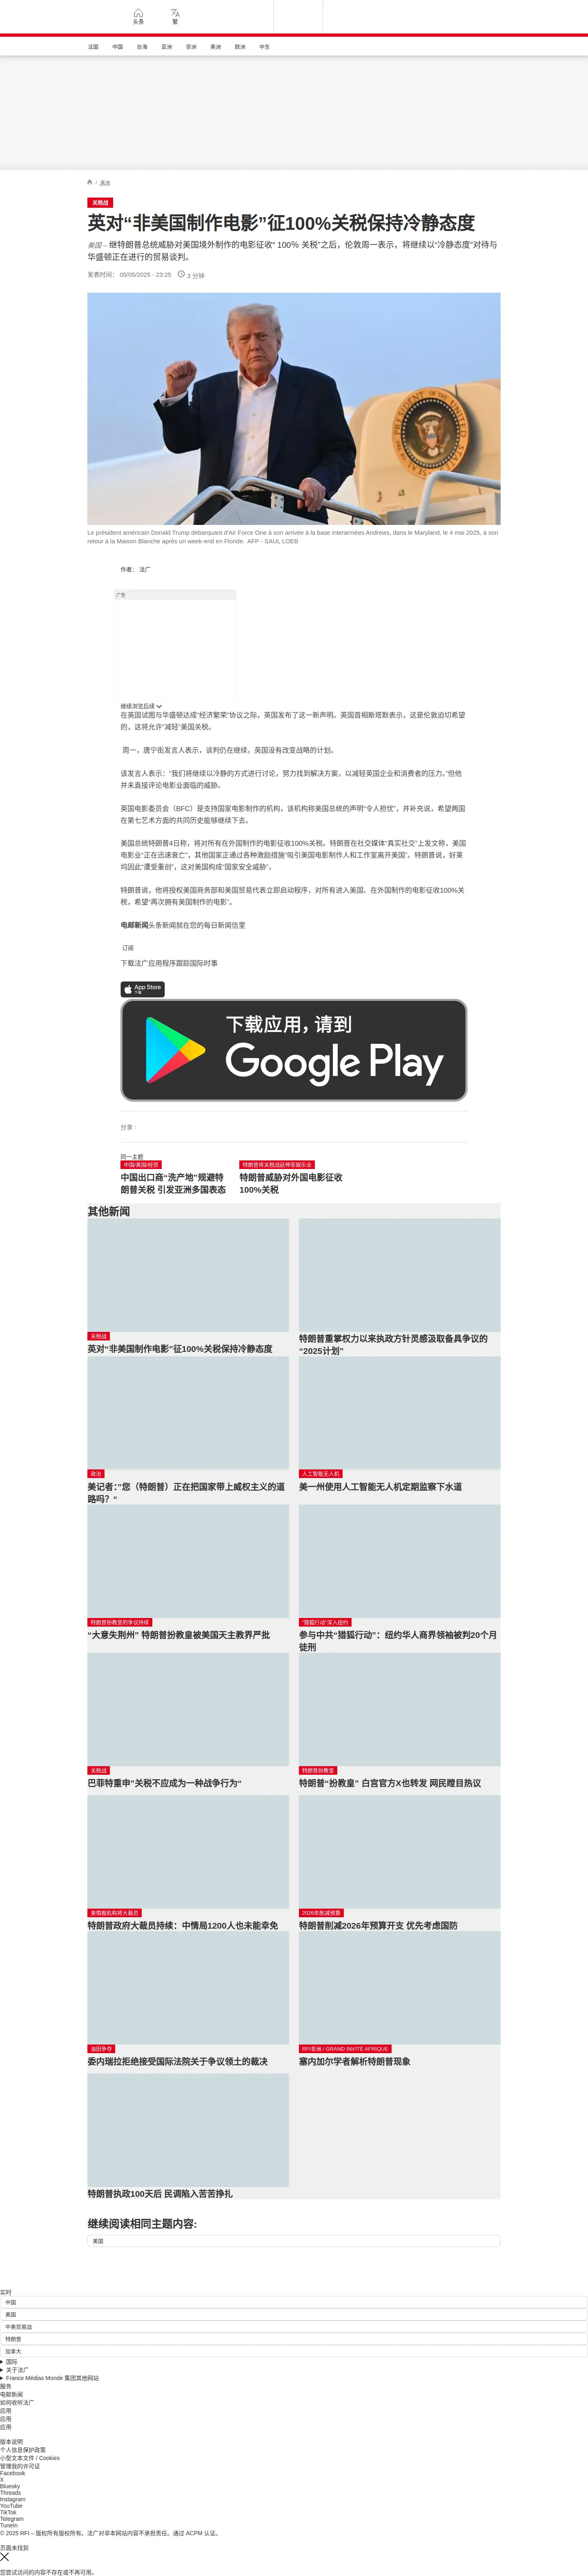 头条
繁
法国 中国 台海 亚洲 非洲 美洲 欧洲 中东
/ 美洲
关税战
英对“非美国制作电影”征100%关税保持冷静态度
美国 – 继特朗普总统威胁对美国境外制作的电影征收“ 100% 关税”之后，伦敦周一表示，将继续以“冷静态度”对待与
华盛顿正在进行的贸易谈判。
发表时间： 05/05/2025 - 23:25 3 分钟
Le président américain Donald Trump débarquant d'Air Force One à son arrivée à la base interarmées Andrews, dans le Maryland, le 4 mai 2025, à son
retour à la Maison Blanche après un week-end en Floride. AFP - SAUL LOEB
作者： 法广
广告
继续浏览后续
在英国试图与华盛顿达成“经济繁荣”协议之际，英国发布了这一新声明。英国首相斯塔默表示，这是伦敦迫切希望
的，这将允许“减轻”美国关税。
周一，唐宁街发言人表示，谈判仍在继续，英国没有改变战略的计划。
该发言人表示：“我们将继续以冷静的方式进行讨论，努力找到解决方案，以减轻英国企业和消费者的压力。”但他
并未直接评论电影业面临的威胁。
英国电影委员会（BFC）是支持国家电影制作的机构，该机构称美国总统的声明“令人担忧”，并补充说，希望两国
在第七艺术方面的共同历史能够继续下去。
美国总统特朗普4日称，将对所有在外国制作的电影征收100%关税。特朗普在社交媒体“真实社交”上发文称，美国
电影业“正在迅速衰亡”，其他国家正通过各种激励措施“吸引美国电影制作人和工作室离开美国”。特朗普说，好莱
坞因此“遭受重创”，这对美国构成“国家安全威胁”。
特朗普说，他将授权美国商务部和美国贸易代表立即启动程序，对所有进入美国、在外国制作的电影征收100%关
税，希望“再次拥有美国制作的电影”。
电邮新闻头条新闻就在您的每日新闻信里
订阅
下载法广应用程序跟踪国际时事
App Store
下载
下载应用，请到
Google Play
分享 :
同一主题
中国/美国/经贸
中国出口商“洗产地”规避特
朗普关税 引发亚洲多国表态
特朗普将关税战延伸至娱乐业
特朗普威胁对外国电影征收
100%关税
其他新闻
关税战
英对“非美国制作电影”征100%关税保持冷静态度
特朗普重掌权力以来执政方针灵感汲取备具争议的
“2025计划”
政治
美记者：”您（特朗普）正在把国家带上威权主义的道
路吗？“
人工智能无人机
美一州使用人工智能无人机定期监察下水道
特朗普扮教皇的争议持续
“大意失荆州” 特朗普扮教皇被美国天主教界严批
“猎狐行动”深入纽约
参与中共“猎狐行动”：纽约华人商界领袖被判20个月
徒刑
关税战
巴菲特重申”关税不应成为一种战争行为“
特朗普扮教皇
特朗普“扮教皇” 白宫官方X也转发 网民瞠目热议
美情报机构将大裁员
特朗普政府大裁员持续：中情局1200人也未能幸免
2026年削减预算
特朗普削减2026年预算开支 优先考虑国防
油田争夺
委内瑞拉拒绝接受国际法院关于争议领土的裁决
RFI非洲 / GRAND INVITÉ AFRIQUE
塞内加尔学者解析特朗普现象
特朗普执政100天后 民调陷入苦苦挣扎
继续阅读相同主题内容:
美国
实时
中国
美国
中美贸易战
特朗普
加拿大
国际
关于法广
France Médias Monde 集团其他网站
服务
电邮新闻
如何收听法广
应用
应用
应用
版本说明
个人信息保护政策
小型文本文件 / Cookies
管理我的许可证
Facebook
X
Bluesky
Threads
Instagram
YouTube
TikTok
Telegram
TuneIn
© 2025 RFI – 版权所有版权所有。法广对非本网站内容不承担责任。通过 ACPM 认证。
页面未找到
您尝试访问的内容不存在或不再可用。